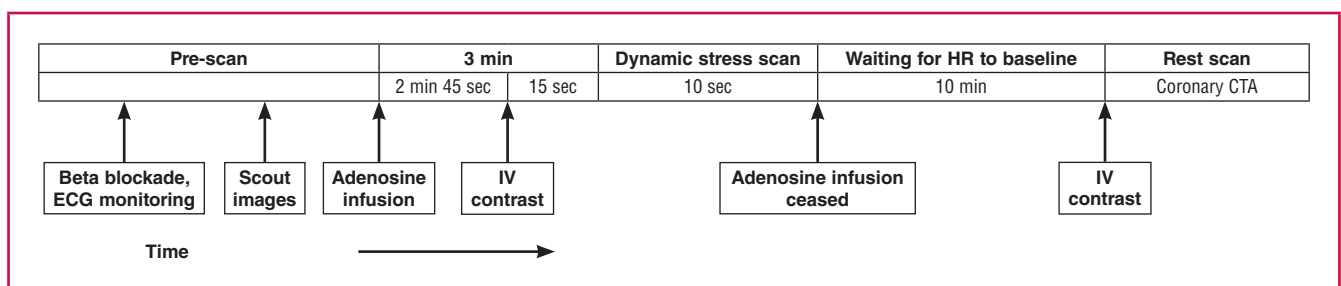 Pre-scan 3 min Dynamic stress scan Waiting for HR to baseline Rest scan
2 min 45 sec 15 sec 10 sec 10 min Coronary CTA
Beta blockade,
ECG monitoring
Scout
images
Adenosine
infusion
IV
contrast
Adenosine infusion
ceased
IV
contrast
Time